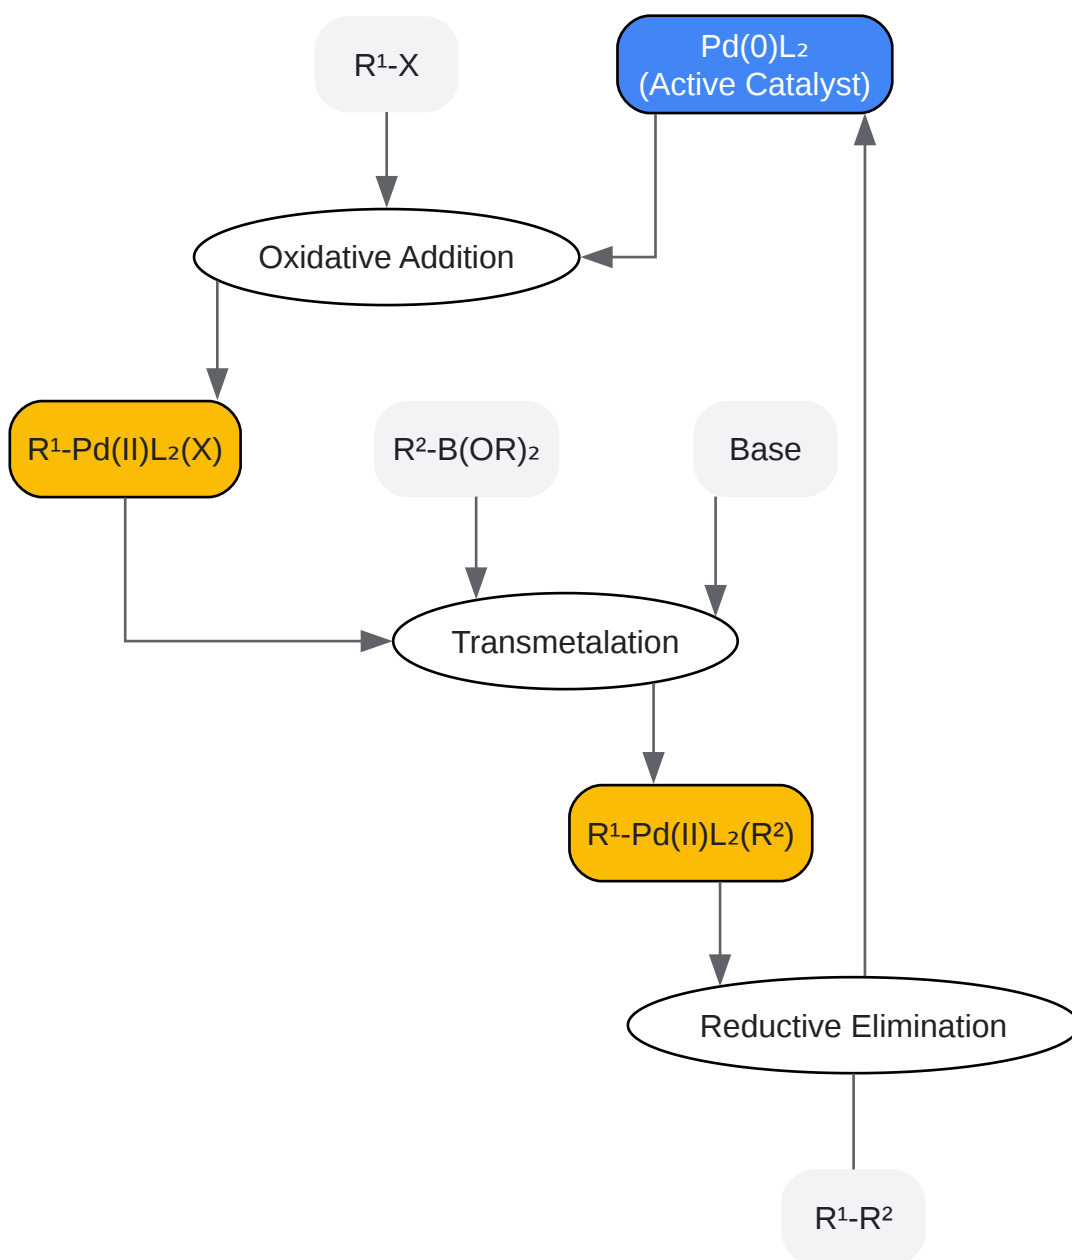 R¹-X
Pd(0)L₂
(Active Catalyst)
Oxidative Addition
R¹-Pd(II)L₂(X)
R²-B(OR)₂
Base
Transmetalation
R¹-Pd(II)L₂(R²)
Reductive Elimination
R¹-R²